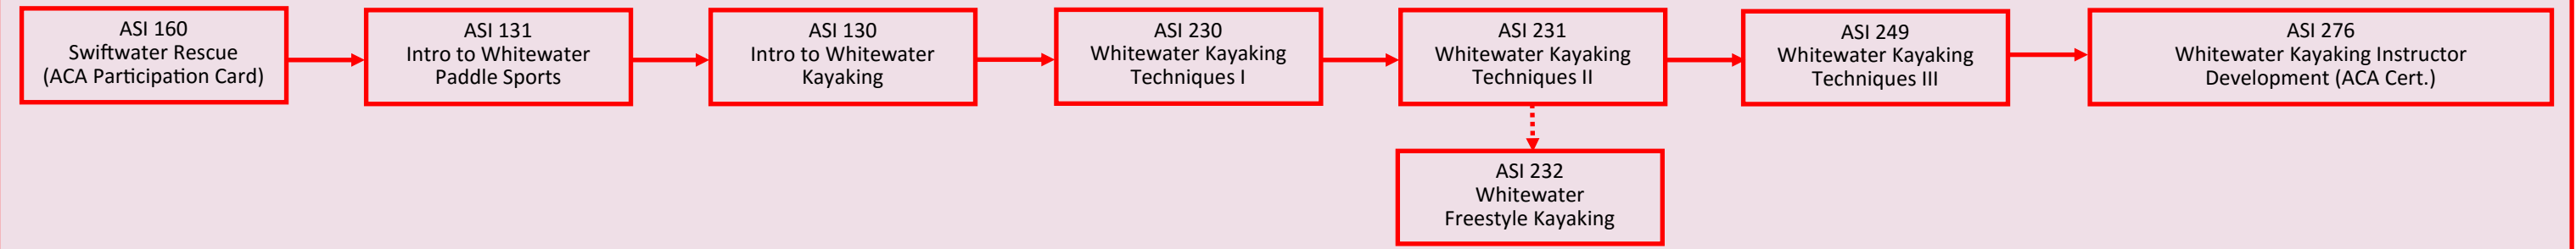 ASI 160
Swiftwater Rescue
(ACA Participation Card)
ASI 131
Intro to Whitewater
Paddle Sports
ASI 130
Intro to Whitewater
Kayaking
ASI 230
Whitewater Kayaking
Techniques I
ASI 231
Whitewater Kayaking
Techniques II
ASI 249
Whitewater Kayaking
Techniques III
ASI 276
Whitewater Kayaking Instructor
Development (ACA Cert.)
ASI 232
Whitewater
Freestyle Kayaking